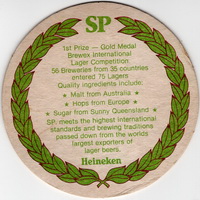 SP
1st Prize — Gold Medal
Brewex International
Lager Competition
56 Breweries from 35 countries
entered 75 Lagers
Quality ingredients include:
★ Malt from Australia ★
★ Hops from Europe ★
★ Sugar from Sunny Queensland ★
SP, meets the highest international
standards and brewing traditions
passed down from the worlds
largest exporters of
lager beers.
Heineken